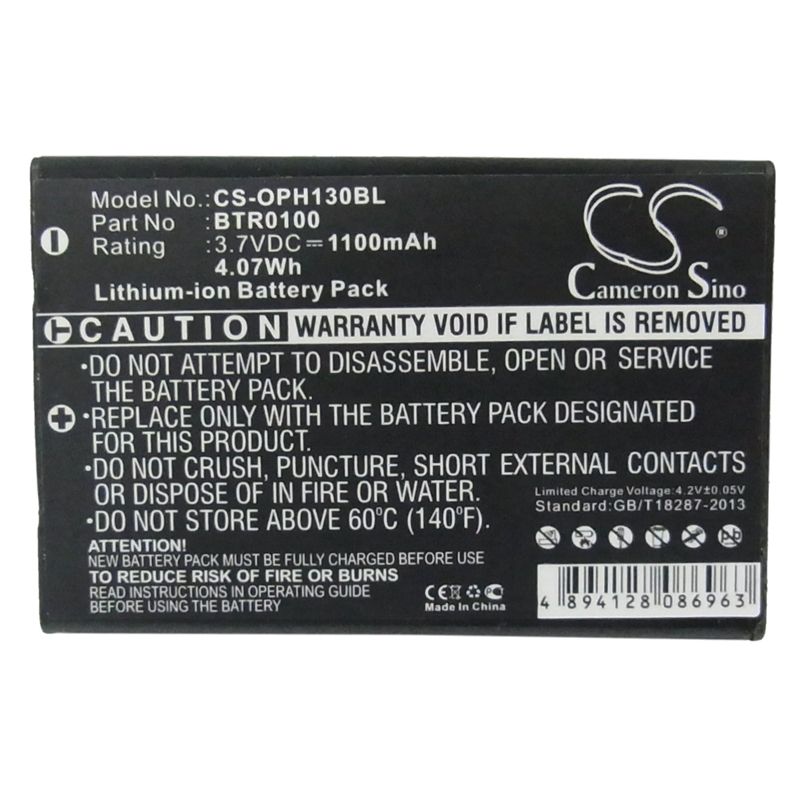 Model No.: CS-OPH130BL
Part No : BTR0100
Rating : 3.7VDC ⎓ 1100mAh
4.07Wh
Lithium-ion Battery Pack
CS
®
Cameron Sino
CAUTION WARRANTY VOID IF LABEL IS REMOVED
•DO NOT ATTEMPT TO DISASSEMBLE, OPEN OR SERVICE
THE BATTERY PACK.
•REPLACE ONLY WITH THE BATTERY PACK DESIGNATED
FOR THIS PRODUCT.
•DO NOT CRUSH, PUNCTURE, SHORT EXTERNAL CONTACTS
OR DISPOSE OF IN FIRE OR WATER.
•DO NOT STORE ABOVE 60°C (140°F).
Limited Charge Voltage:4.2V±0.05V
Standard:GB/T18287-2013
ATTENTION:
NEW BATTERY PACK MUST BE FULLY CHARGED BEFORE USE
TO REDUCE RISK OF FIRE OR BURNS
READ INSTRUCTIONS IN OPERATING GUIDE
BEFORE CHARGING OR USING BATTERY PACK
CE
Made In China
4 894128 086963